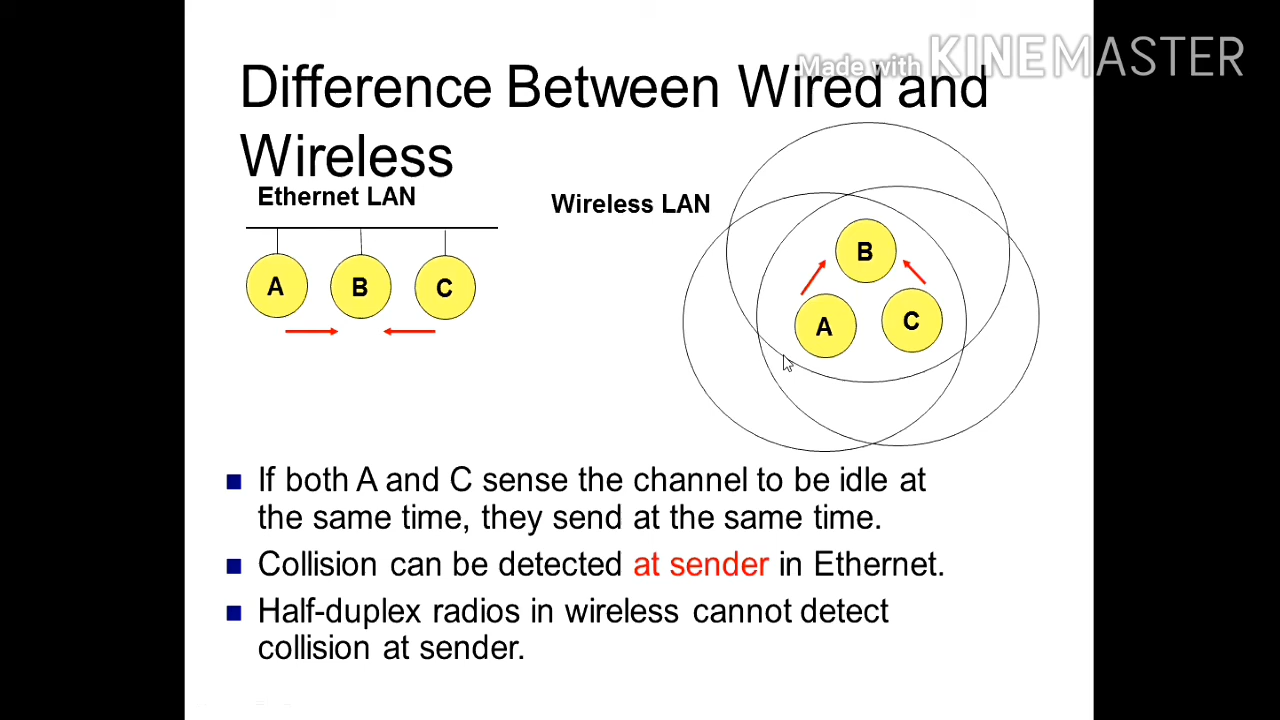 Made with KINEMASTER
Difference Between Wired and
Wireless
Ethernet LAN
Wireless LAN
A B C
B
A C
If both A and C sense the channel to be idle at
the same time, they send at the same time.
Collision can be detected at sender in Ethernet.
Half-duplex radios in wireless cannot detect
collision at sender.